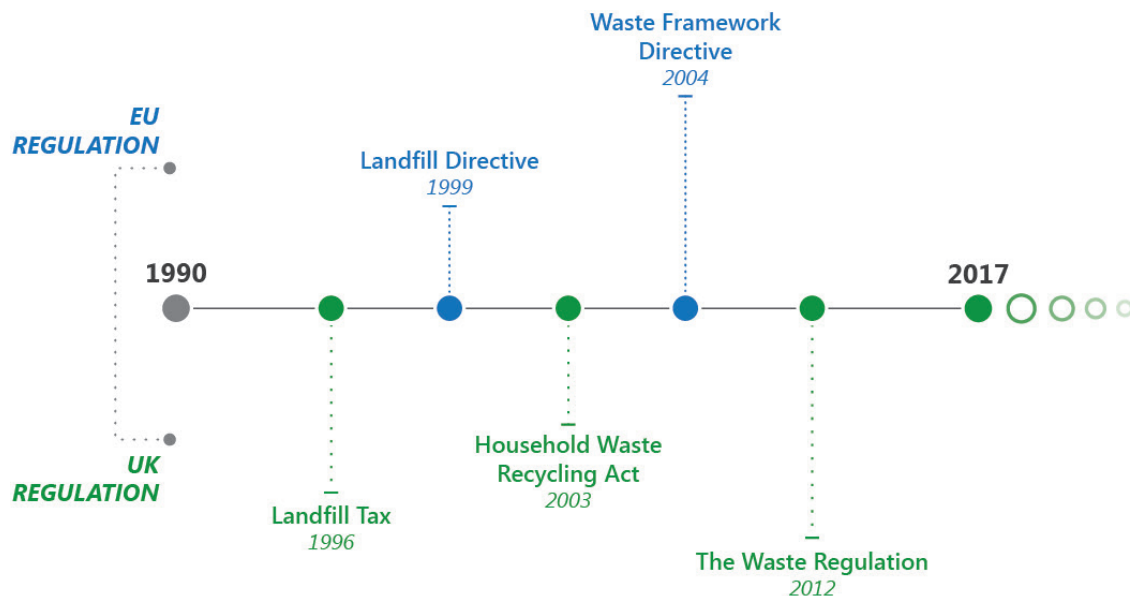 Waste Framework
Directive
2004
EU
REGULATION
Landfill Directive
1999
1990
2017
Household Waste
Recycling Act
2003
UK
REGULATION
Landfill Tax
1996
The Waste Regulation
2012